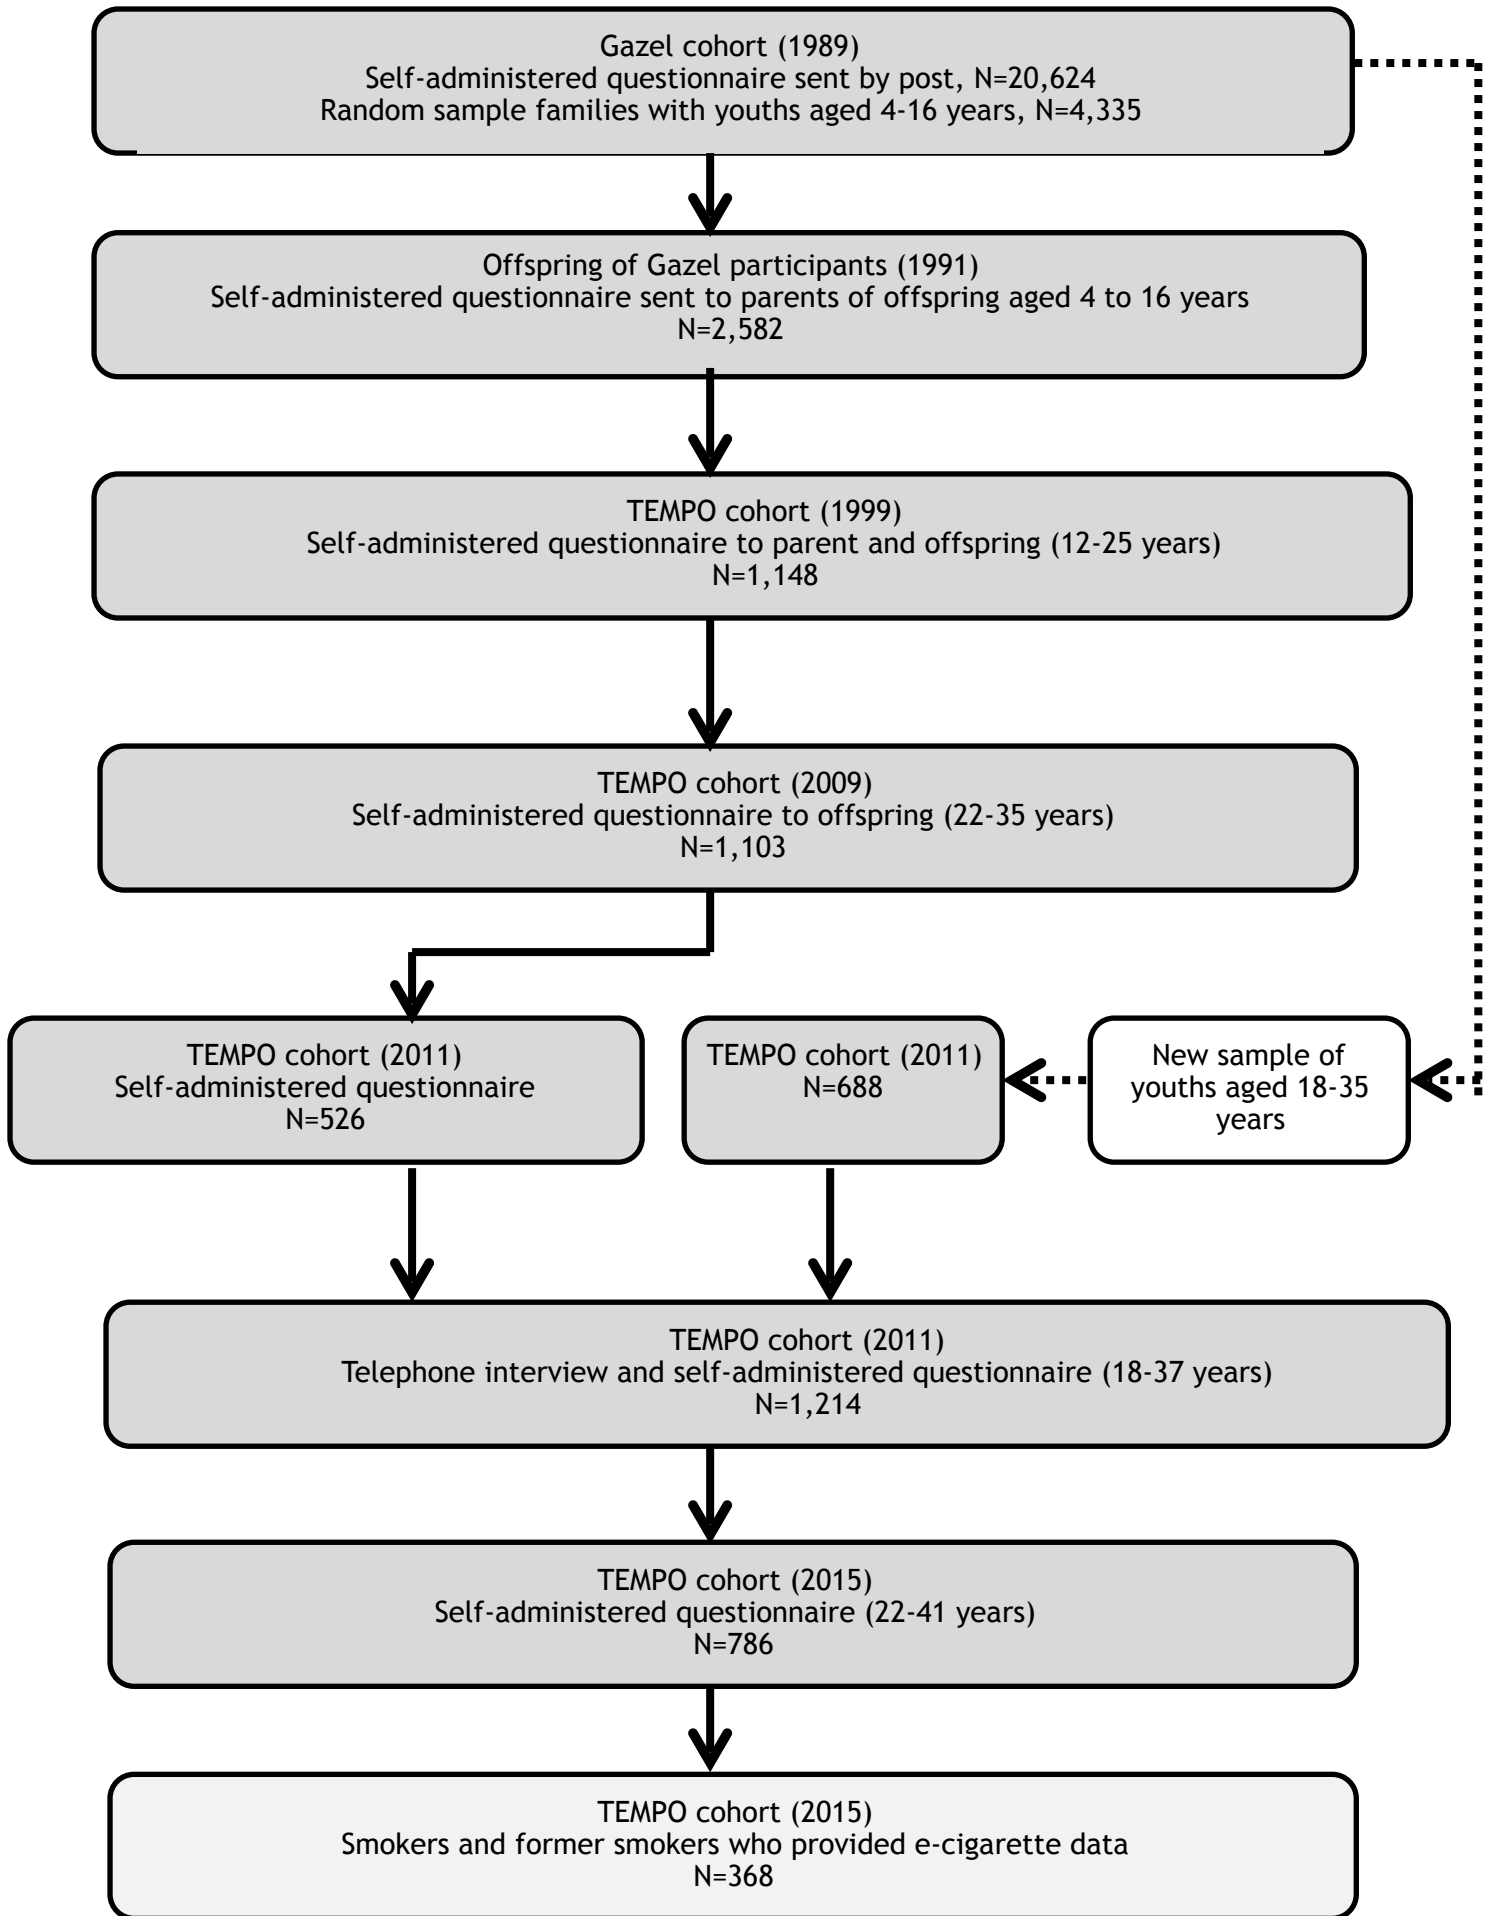 Gazel cohort (1989)
Self-administered questionnaire sent by post, N=20,624
Random sample families with youths aged 4-16 years, N=4,335
Offspring of Gazel participants (1991)
Self-administered questionnaire sent to parents of offspring aged 4 to 16 years
N=2,582
TEMPO cohort (1999)
Self-administered questionnaire to parent and offspring (12-25 years)
N=1,148
TEMPO cohort (2009)
Self-administered questionnaire to offspring (22-35 years)
N=1,103
TEMPO cohort (2011)
Self-administered questionnaire
N=526
TEMPO cohort (2011)
N=688
New sample of
youths aged 18-35
years
TEMPO cohort (2011)
Telephone interview and self-administered questionnaire (18-37 years)
N=1,214
TEMPO cohort (2015)
Self-administered questionnaire (22-41 years)
N=786
TEMPO cohort (2015)
Smokers and former smokers who provided e-cigarette data
N=368